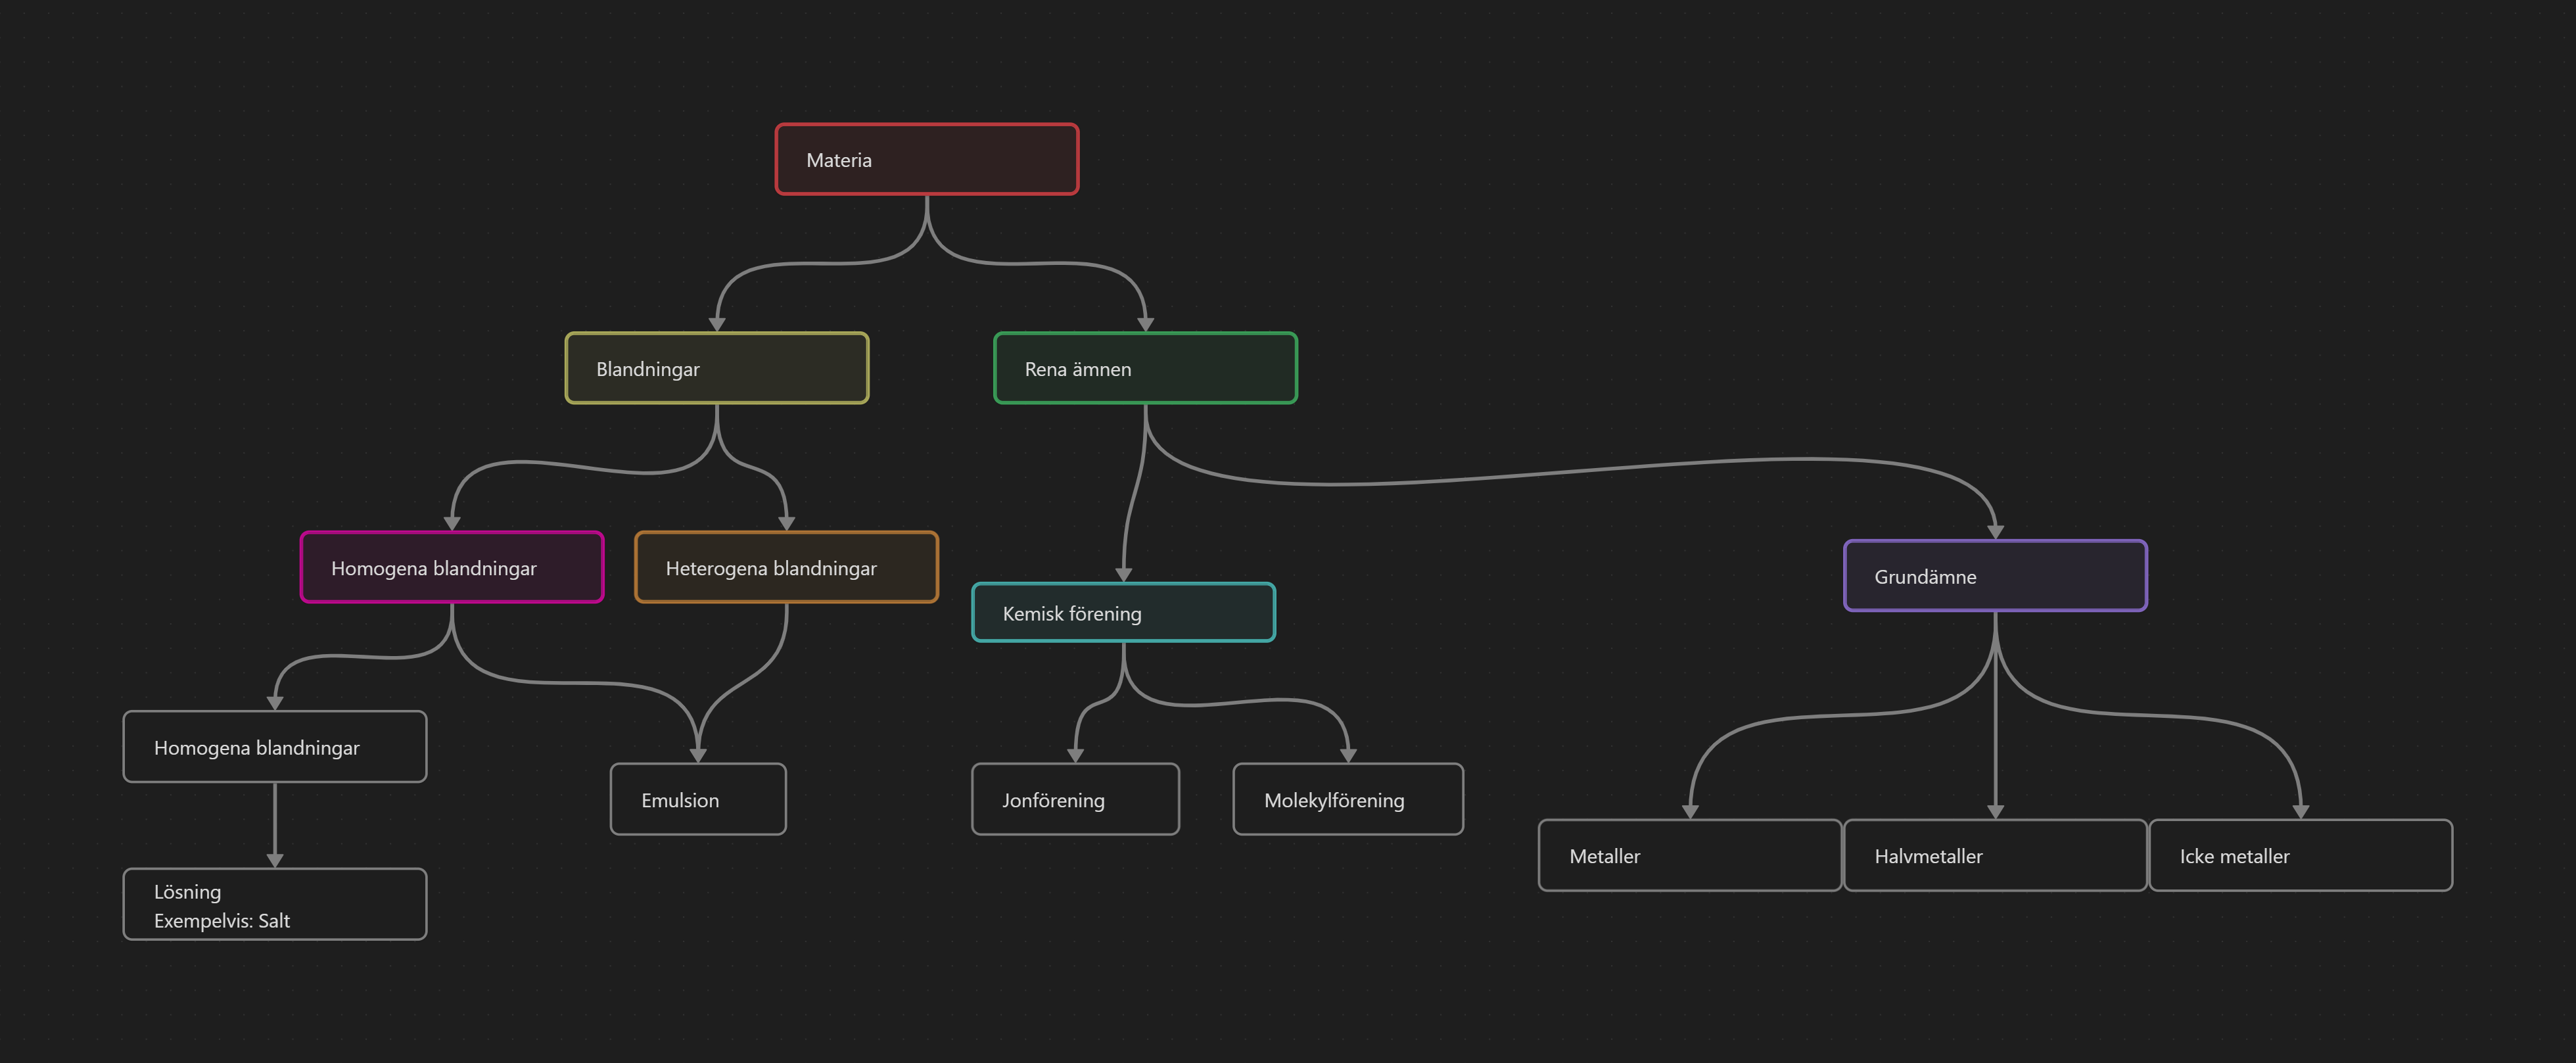 Materia
Blandningar
Rena ämnen
Homogena blandningar
Heterogena blandningar
Kemisk förening
Grundämne
Homogena blandningar
Emulsion
Jonförening
Molekylförening
Metaller
Halvmetaller
Icke metaller
Lösning
Exempelvis: Salt